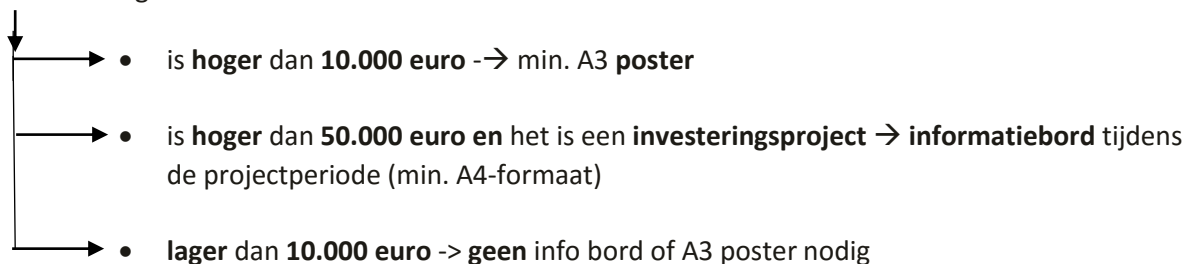 • is hoger dan 10.000 euro -→ min. A3 poster
• is hoger dan 50.000 euro en het is een investeringsproject → informatiebord tijdens
de projectperiode (min. A4-formaat)
• lager dan 10.000 euro -> geen info bord of A3 poster nodig